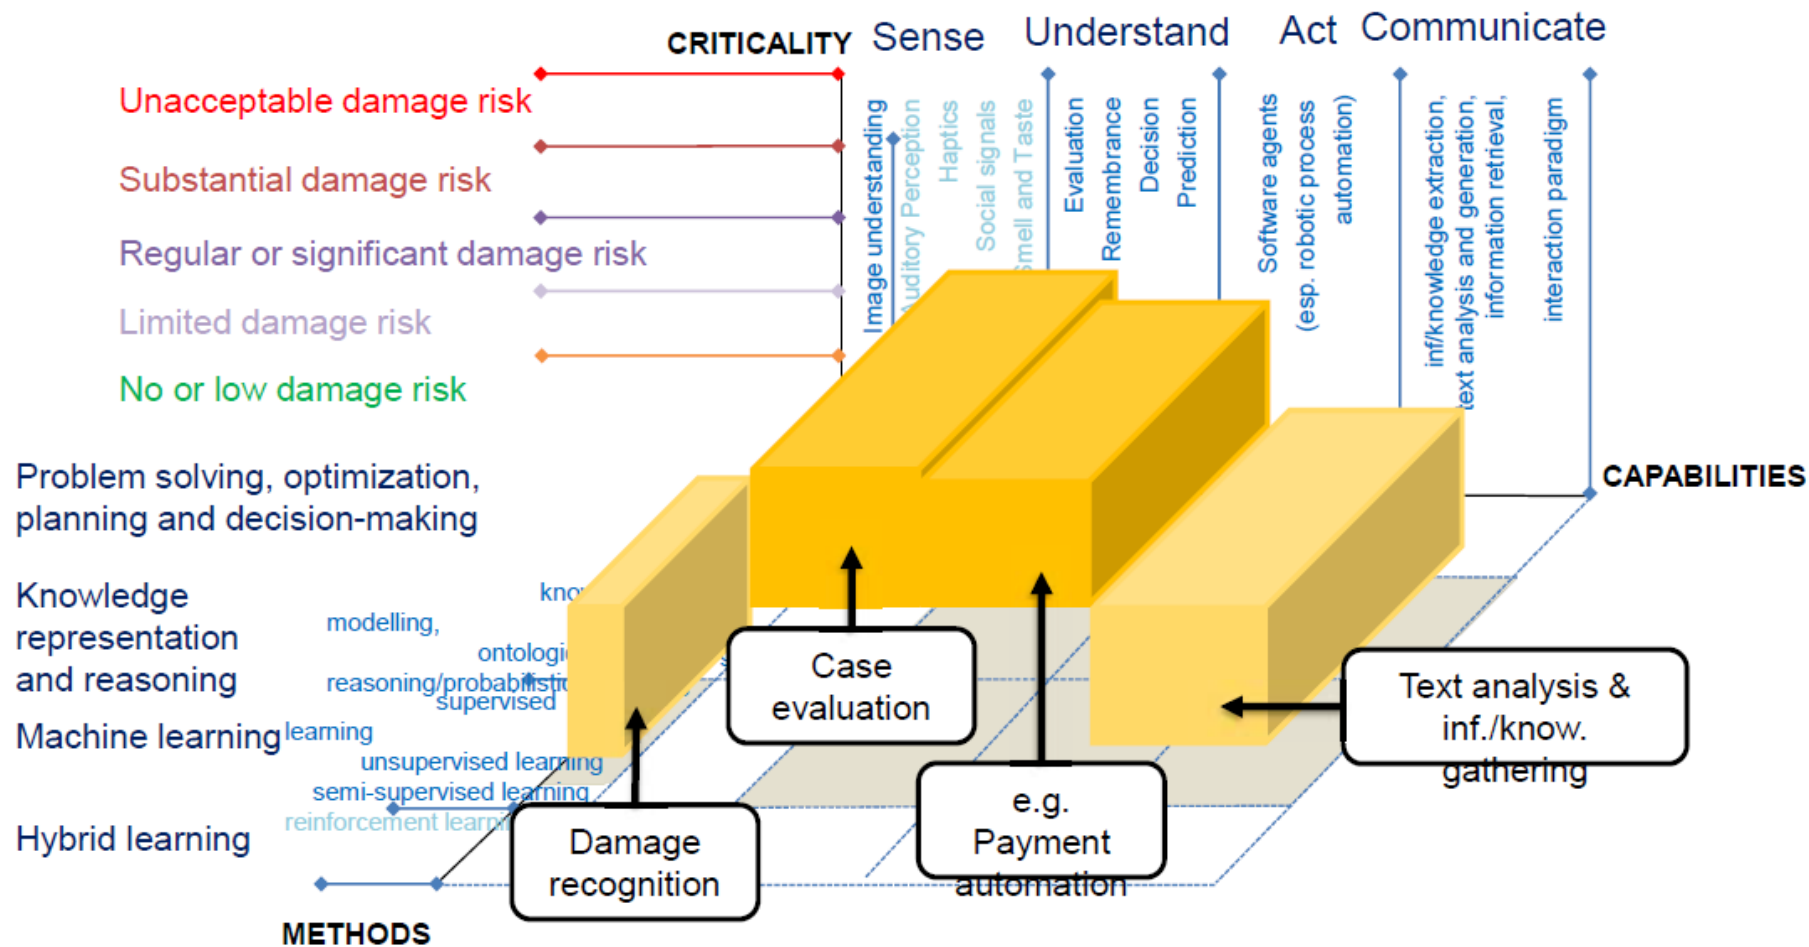 CRITICALITY
Sense
Understand
Act
Communicate
Unacceptable damage risk
Substantial damage risk
Regular or significant damage risk
Limited damage risk
No or low damage risk
Image understanding
Auditory Perception
Haptics
Social signals
Smell and Taste
Evaluation
Remembrance
Decision
Prediction
Software agents
(esp. robotic process
automation)
inf/knowledge extraction,
text analysis and generation,
information retrieval,
interaction paradigm
CAPABILITIES
Problem solving, optimization,
planning and decision-making
Knowledge
representation
and reasoning
modelling,
reasoning/probabilistic
supervised
Machine learning
learning
unsupervised learning
semi-supervised learning
reinforcement
Hybrid learning
METHODS
Damage
recognition
Case
evaluation
e.g.
Payment
automation
Text analysis &
inf./know.
gathering